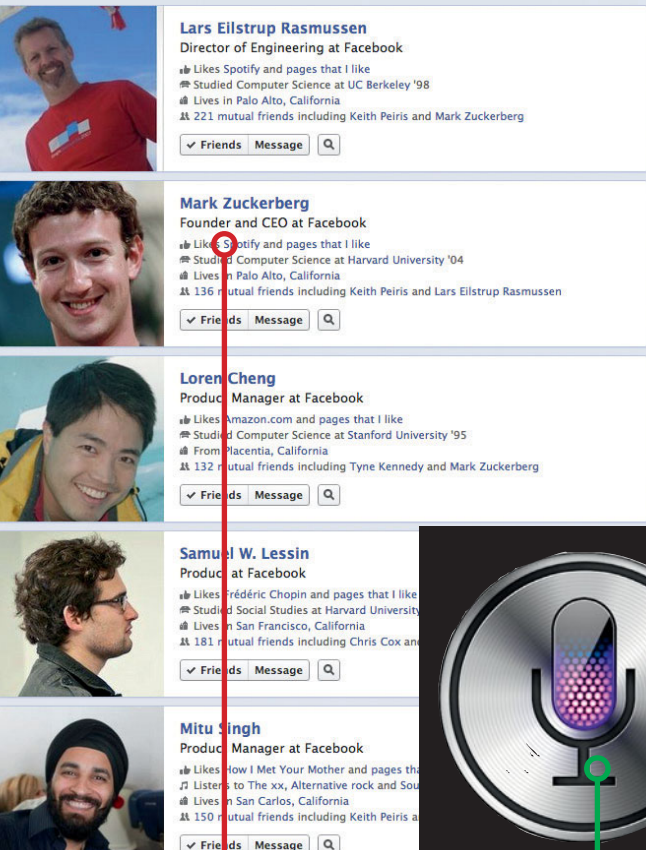 Lars Eilstrup Rasmussen
Director of Engineering at Facebook
Likes Spotify and pages that I like
Studied Computer Science at UC Berkeley '98
Lives in Palo Alto, California
221 mutual friends including Keith Peiris and Mark Zuckerberg
Friends Message
Mark Zuckerberg
Founder and CEO at Facebook
Likes Spotify and pages that I like
Studied Computer Science at Harvard University '04
Lives in Palo Alto, California
136 mutual friends including Keith Peiris and Lars Eilstrup Rasmussen
Friends Message
Loren Cheng
Product Manager at Facebook
Likes Amazon.com and pages that I like
Studied Computer Science at Stanford University '95
From Placentia, California
132 mutual friends including Tyne Kennedy and Mark Zuckerberg
Friends Message
Samuel W. Lessin
Product at Facebook
Likes Frédéric Chopin and pages that I like
Studied Social Studies at Harvard University
Lives in San Francisco, California
181 mutual friends including Chris Cox and
Friends Message
Mitu Singh
Product Manager at Facebook
Likes How I Met Your Mother and pages
Listens to The xx, Alternative rock and
Lives in San Carlos, California
150 mutual friends including Keith Peiris
Friends Message